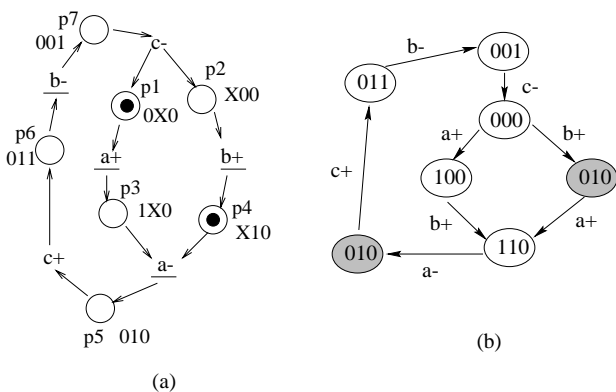 p7
001
c-
b-
p1
0X0
p2
X00
p6
011
a+
b+
p3
1X0
p4
X10
c+
a-
p5 010
(a)
b-
001
011
c-
000
a+
b+
c+
100
010
b+
a+
010
110
a-
(b)